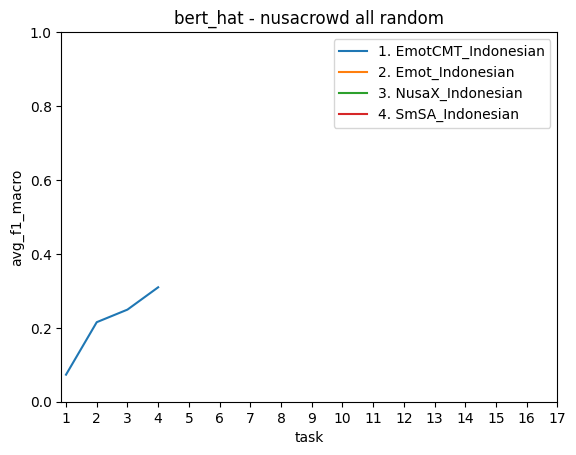 bert_hat - nusacrowd all random
1. EmotCMT_Indonesian
2. Emot_Indonesian
3. NusaX_Indonesian
4. SmSA_Indonesian
avg_f1_macro
1.0
0.8
0.6
0.4
0.2
0.0
1 2 3 4 5 6 7 8 9 10 11 12 13 14 15 16 17
task